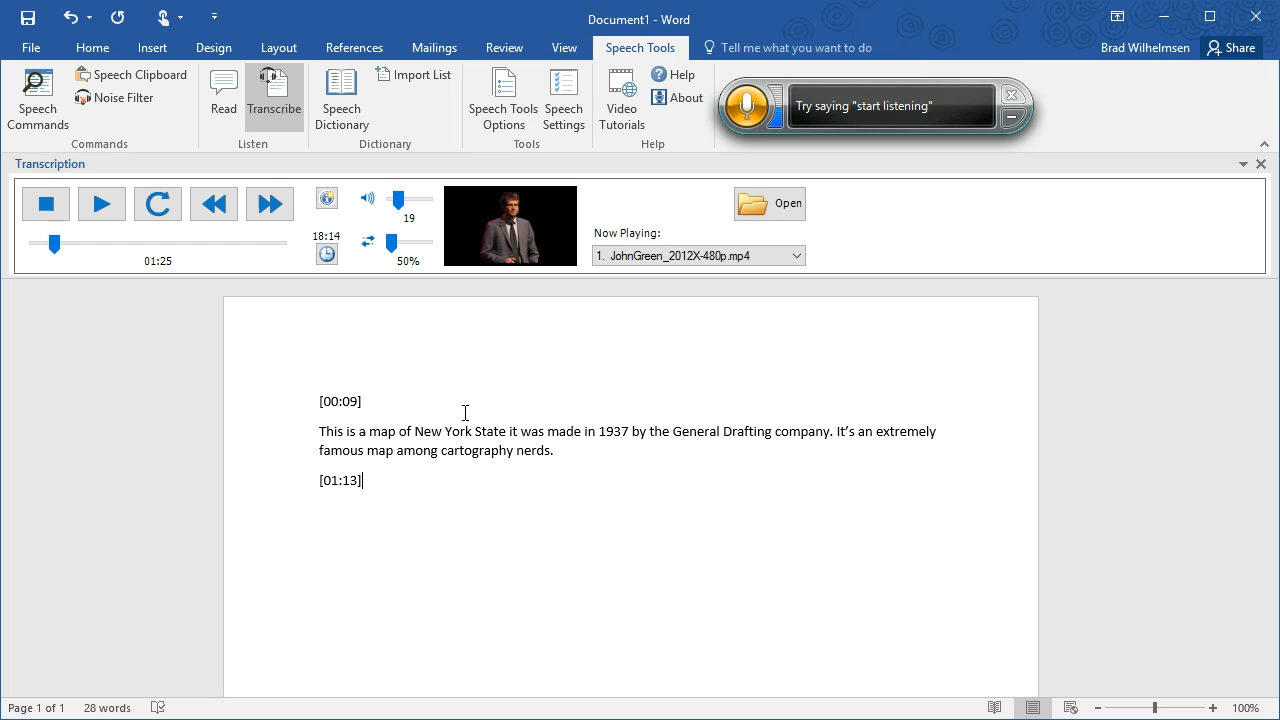 Document1 - Word
File Home Insert Design Layout References Mailings Review View Speech Tools Tell me what you want to do Brad Wilhelmsen Share
Speech Commands
Speech Clipboard
Noise Filter
Commands
Read
Transcribe
Listen
Speech Dictionary
Import List
Dictionary
Speech Tools Options
Speech Settings
Tools
Video Tutorials
Help
About
Help
Try saying "start listening"
Transcription
01:25
18:14
19
50%
Now Playing:
Open
1. JohnGreen_2012X-480p.mp4
[00:09]
This is a map of New York State it was made in 1937 by the General Drafting company. It’s an extremely
famous map among cartography nerds.
[01:13]
Page 1 of 1 28 words 100%